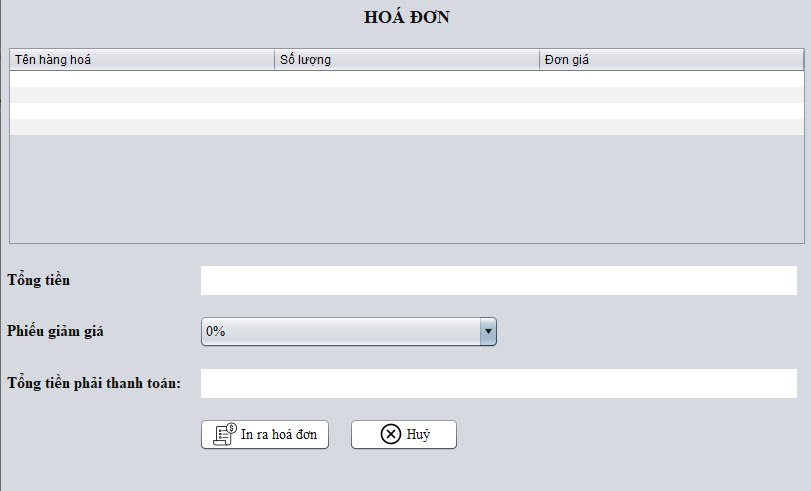 HOÁ ĐƠN
Tên hàng hoá Số lượng Đơn giá
Tổng tiền
Phiếu giảm giá 0%
Tổng tiền phải thanh toán:
In ra hoá đơn Huỷ